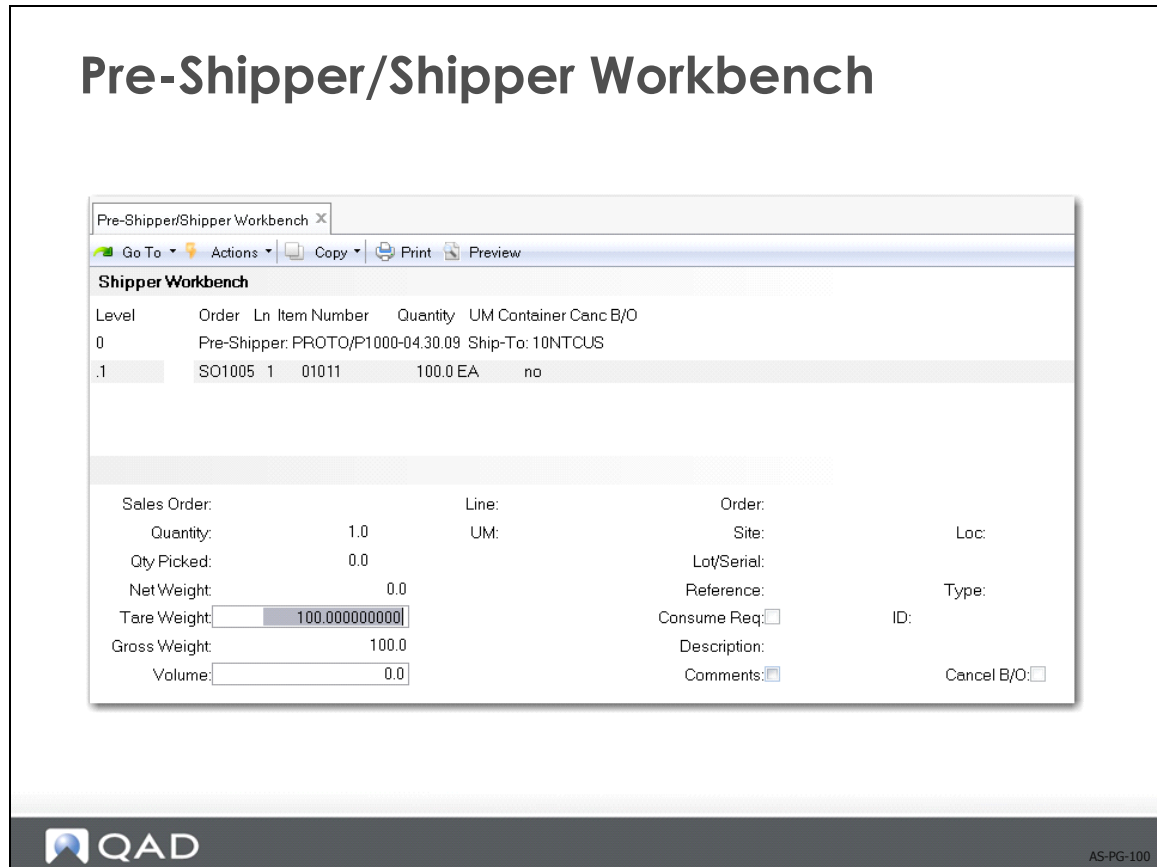 Pre-Shipper/Shipper Workbench
Pre-Shipper/Shipper Workbench X
Go To Actions Copy Print Preview
Shipper Workbench
Level Order Ln Item Number Quantity UM Container Canc B/O
0 Pre-Shipper: PROTO/P1000-04.30.09 Ship-To: 10NTCUS
.1 SO1005 1 01011 100.0 EA no
Sales Order: Line: Order:
Quantity: 1.0 UM: Site: Loc:
Qty Picked: 0.0 Lot/Serial:
Net Weight: 0.0 Reference: Type:
Tare Weight: 100.000000000 Consume Req: ID:
Gross Weight: 100.0 Description:
Volume: 0.0 Comments: Cancel B/O:
QAD
AS-PG-100